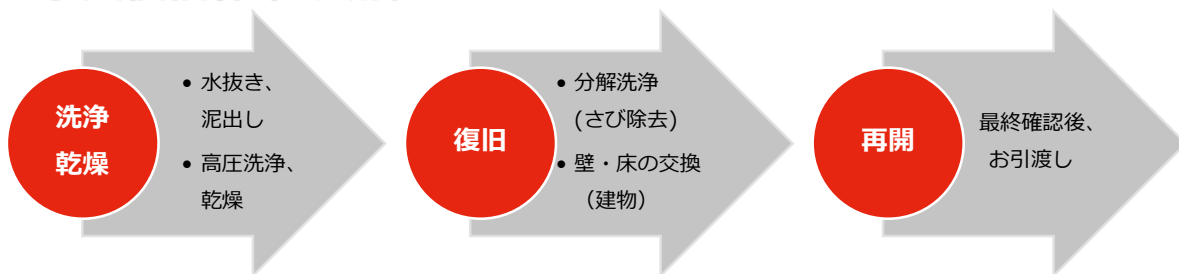 洗浄
乾燥
• 水抜き、
泥出し
• 高圧洗浄、
乾燥
復旧
• 分解洗浄
(さび除去)
• 壁・床の交換
（建物）
再開
最終確認後、
お引渡し